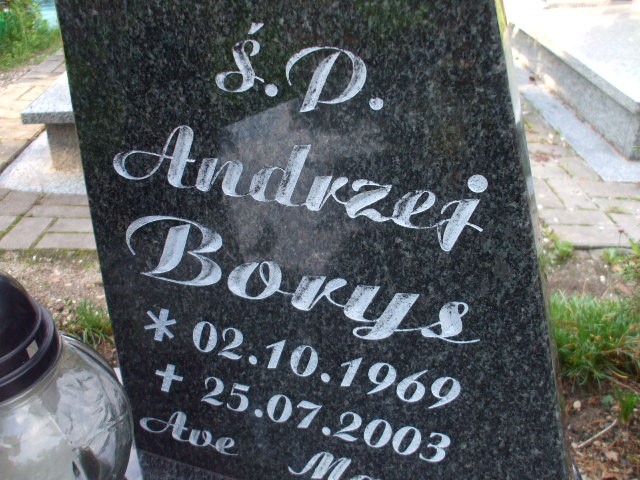 Ś.P.
Andrzej
Borys
* 02.10.1969
+ 25.07.2003
Ave